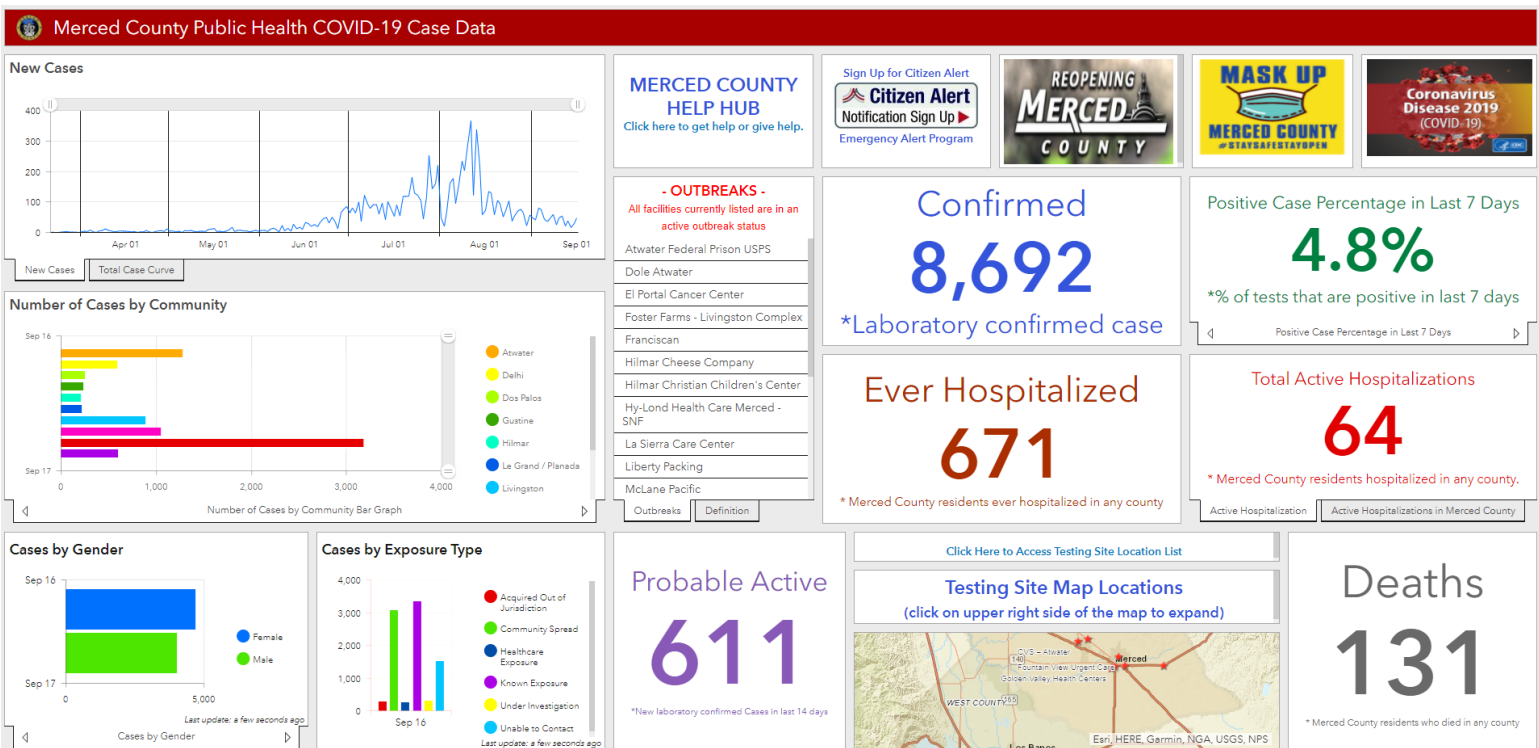 Merced County Public Health COVID-19 Case Data
New Cases
400
300
200
100
0
Apr 01
May 01
Jun 01
Jul 01
Aug 01
Sep 01
New Cases
Total Case Curve
MERCED COUNTY
HELP HUB
Click here to get help or give help.
Sign Up for Citizen Alert
Citizen Alert
Notification Sign Up
Emergency Alert Program
REOPENING
MERCED
COUNTY
MASK UP
MERCED COUNTY
#STAYSAFESTAYOPEN
Coronavirus
Disease 2019
(COVID-19)
CDC
Number of Cases by Community
Sep 16
Sep 17
0
1,000
2,000
3,000
4,000
Atwater
Delhi
Dos Palos
Gustine
Hilmar
Le Grand / Planada
Livingston
Number of Cases by Community Bar Graph
- OUTBREAKS -
All facilities currently listed are in an
active outbreak status
Atwater Federal Prison USPS
Dole Atwater
El Portal Cancer Center
Foster Farms - Livingston Complex
Franciscan
Hilmar Cheese Company
Hilmar Christian Children's Center
Hy-Lond Health Care Merced -
SNF
La Sierra Care Center
Liberty Packing
McLane Pacific
Outbreaks
Definition
Confirmed
8,692
*Laboratory confirmed case
Positive Case Percentage in Last 7 Days
4.8%
*% of tests that are positive in last 7 days
Positive Case Percentage in Last 7 Days
Ever Hospitalized
671
* Merced County residents ever hospitalized in any county
Total Active Hospitalizations
64
* Merced County residents hospitalized in any county.
Active Hospitalization
Active Hospitalizations in Merced County
Cases by Gender
Sep 16
Sep 17
0
5,000
Female
Male
Last update: a few seconds ago
Cases by Gender
Cases by Exposure Type
4,000
3,000
2,000
1,000
0
Sep 16
Acquired Out of
Jurisdiction
Community Spread
Healthcare
Exposure
Known Exposure
Under Investigation
Unable to Contact
Last update: a few seconds ago
Probable Active
611
*New laboratory confirmed Cases in last 14 days
Click Here to Access Testing Site Location List
Testing Site Map Locations
(click on upper right side of the map to expand)
CVS – Atwater
140
Fountain View Urgent Care
Merced
Golden Valley Health Centers
WEST COUNTY
165
Los Banos
Esri, HERE, Garmin, NGA, USGS, NPS
Deaths
131
* Merced County residents who died in any county